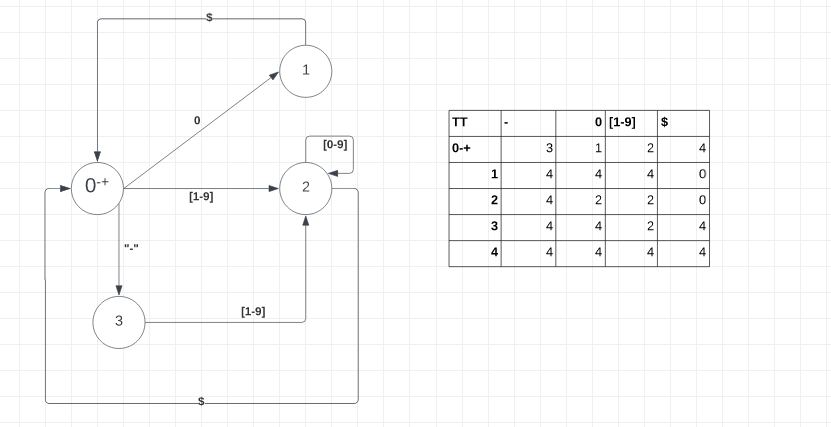 $
1
0
[0-9]
0-+
2
[1-9]
"-"
3
[1-9]
$
TT - 0 [1-9] $
0-+ 3 1 2 4
1 4 4 4 0
2 4 2 2 0
3 4 4 2 4
4 4 4 4 4